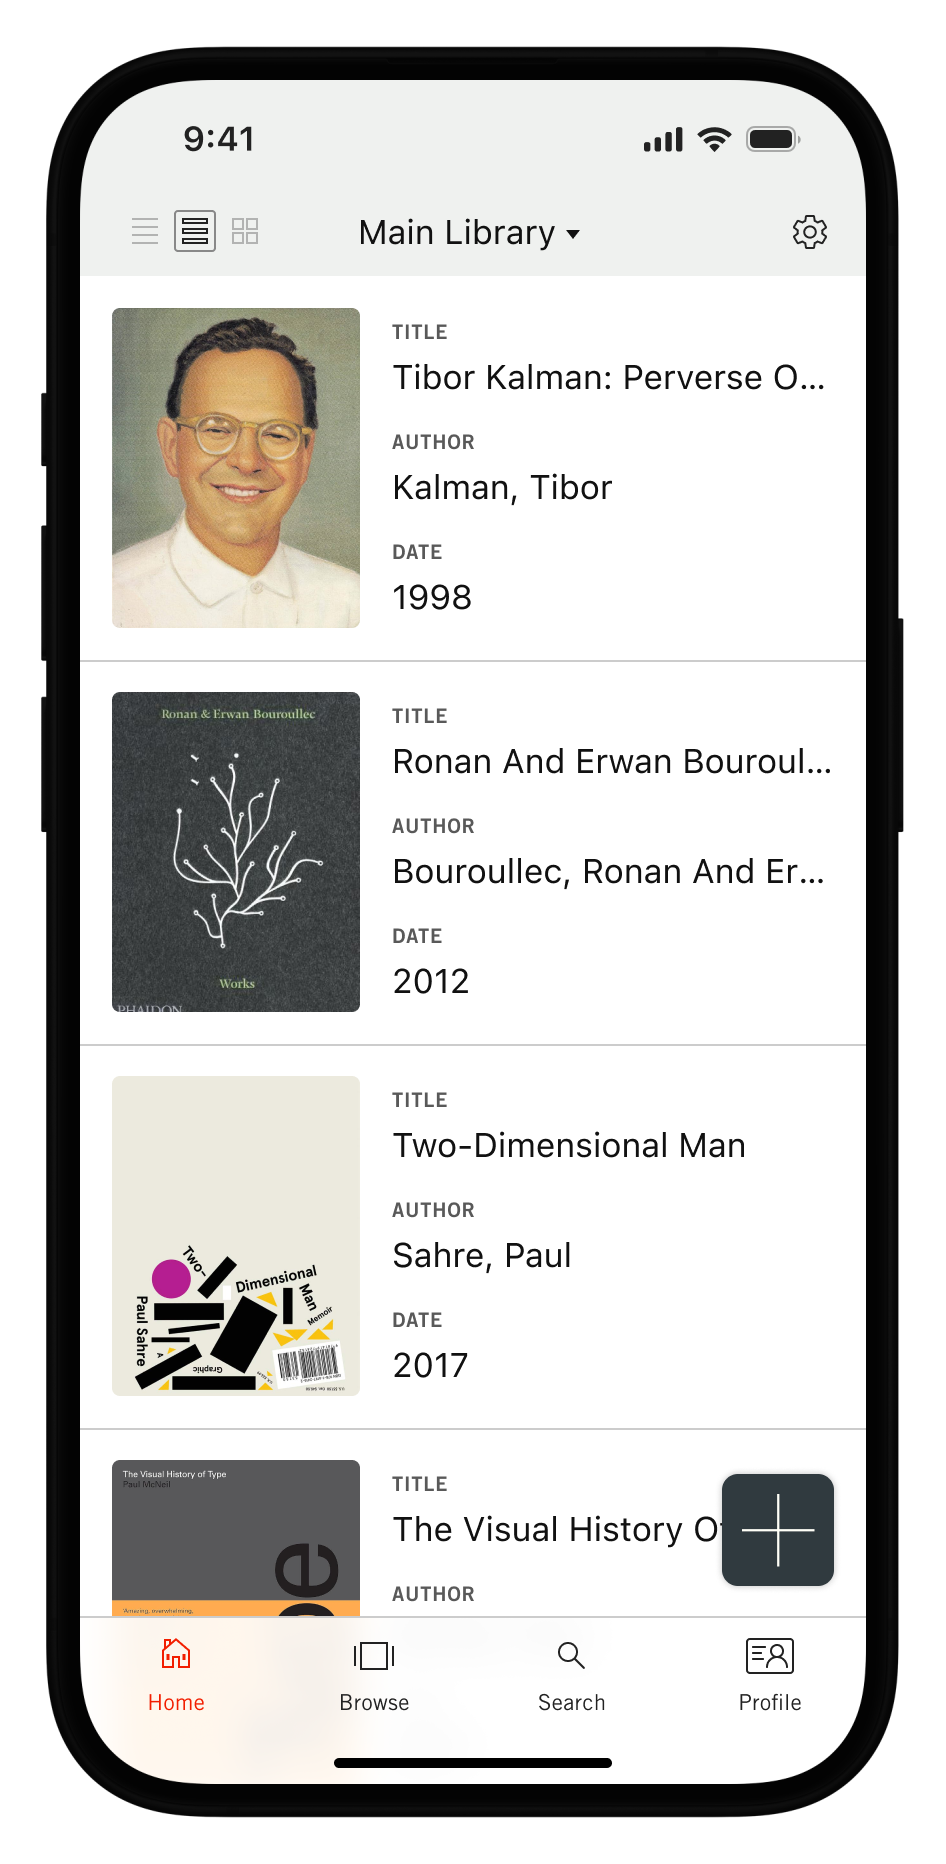 9:41
Main Library
TITLE
Tibor Kalman: Perverse O...
AUTHOR
Kalman, Tibor
DATE
1998
Ronan & Erwan Bouroullec
Works
PHAIDON
TITLE
Ronan And Erwan Bouroul...
AUTHOR
Bouroullec, Ronan And Er...
DATE
2012
Two-
Dimensional
Man
Memoir
Paul Sahre
A
Graphic
TITLE
Two-Dimensional Man
AUTHOR
Sahre, Paul
DATE
2017
The Visual History of Type
Paul McNeil
Amazing, overwhelming,
TITLE
The Visual History Of
AUTHOR
Home
Browse
Search
Profile